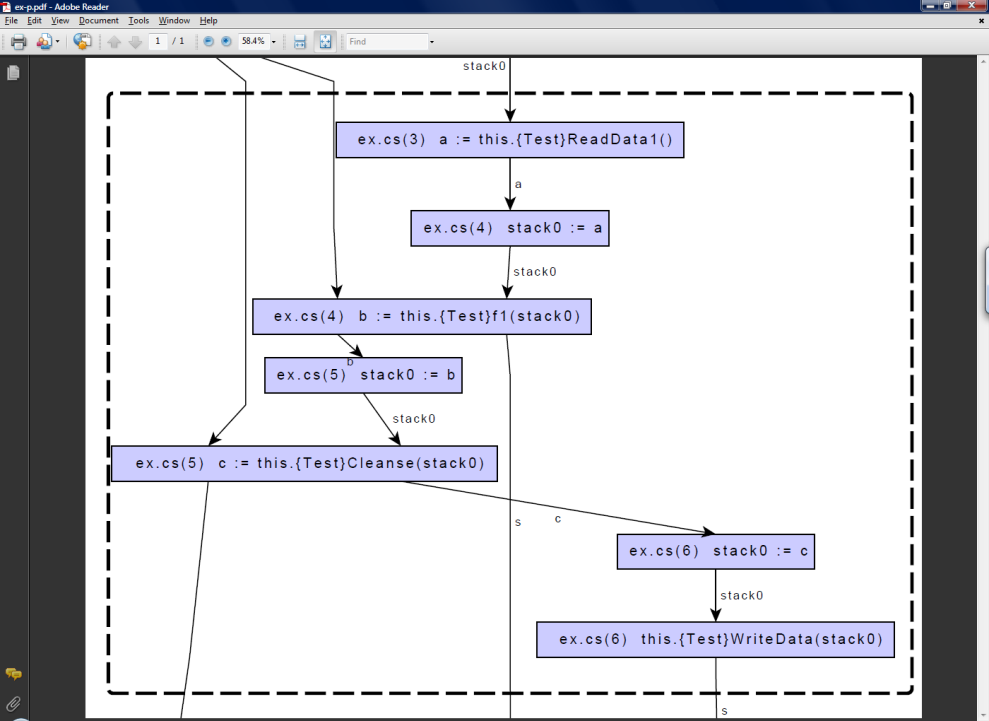 ex-p.pdf - Adobe Reader
File Edit View Document Tools Window Help
1 / 1 58.4% Find
stack0
ex.cs(3) a := this.{Test}ReadData1()
a
ex.cs(4) stack0 := a
stack0
ex.cs(4) b := this.{Test}f1(stack0)
b
ex.cs(5) stack0 := b
stack0
ex.cs(5) c := this.{Test}Cleanse(stack0)
s
c
ex.cs(6) stack0 := c
stack0
ex.cs(6) this.{Test}WriteData(stack0)
s